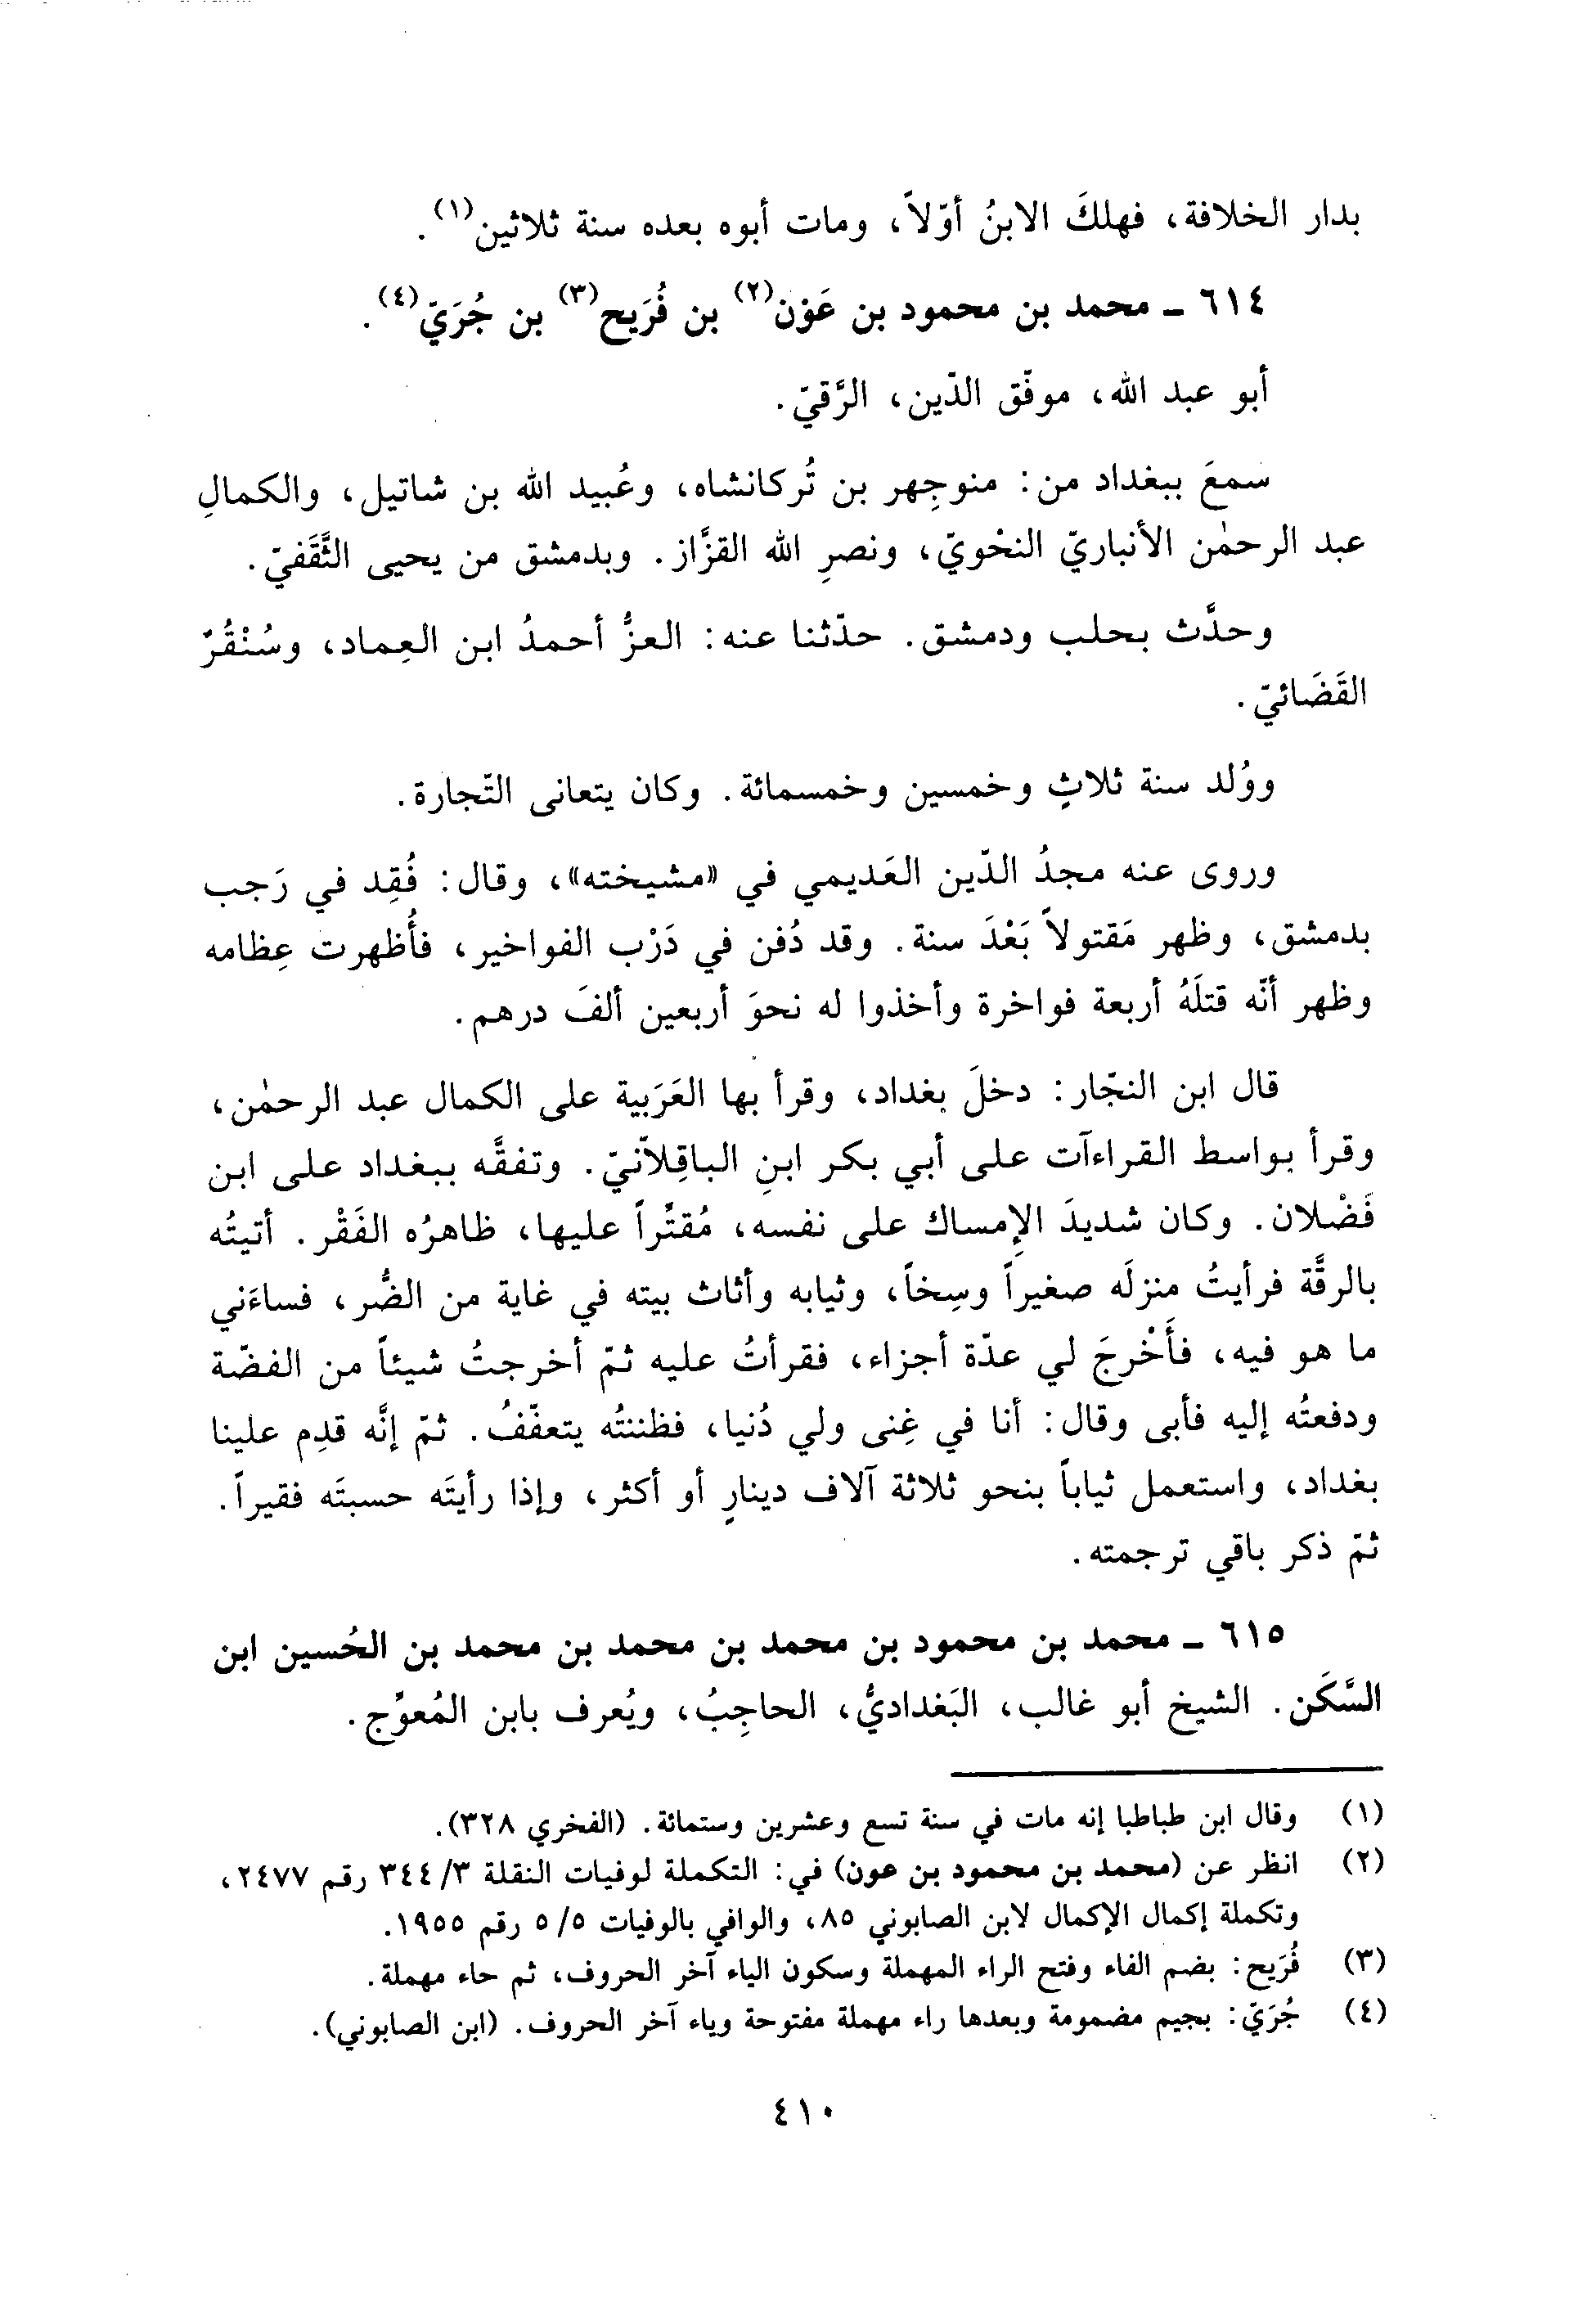 بدار الخلافة، فهلكَ الابنُ أوّلاً، ومات أبوه بعده سنة ثلاثين(١).
٦١٤ ـ محمد بن محمود بن عَوْن(٢) بن فُرَيح(٣) بن جُرَيّ(٤).
أبو عبد الله، موفّق الدّين، الرَّقيّ.
سمعَ ببغداد من: منوجِهر بن تُركانشاه، وعُبيد الله بن شاتيل، والكمالِ
عبد الرحمٰن الأنباريّ النحْويّ، ونصرِ الله القزَّاز. وبدمشق من يحيى الثَّقَفيّ.
وحدَّث بحلب ودمشق. حدّثنا عنه: العزُّ أحمدُ ابن العِماد، وسُنْقُرٌ
القَضَائيّ.
ووُلد سنة ثلاثٍ وخمسين وخمسمائة. وكان يتعانى التّجارة.
وروى عنه مجدُ الدّين العَديمي في «مشيخته»، وقال: فُقِد في رَجب
بدمشق، وظهر مَقتولاً بَعْدَ سنة. وقد دُفن في دَرْب الفواخير، فأُظهرت عِظامه
وظهر أنّه قتلَهُ أربعة فواخرة وأخذوا له نحوَ أربعين ألفَ درهم.
قال ابن النجّار: دخلَ بغداد، وقرأ بها العَرَبية على الكمال عبد الرحمٰن،
وقرأ بواسط القراءآت على أبي بكر ابنِ الباقِلاّنيّ. وتفقَّه ببغداد على ابن
فَضْلان. وكان شديدَ الإمساك على نفسه، مُقتِّراً عليها، ظاهرُه الفَقْر. أتيتُه
بالرقَّة فرأيتُ منزلَه صغيراً وسِخاً، وثيابه وأثاث بيته في غاية من الضُّر، فساءَني
ما هو فيه، فأَخْرجَ لي عدّة أجزاء، فقرأتُ عليه ثمّ أخرجتُ شيئاً من الفضّة
ودفعتُه إليه فأبى وقال: أنا في غِنى ولي دُنيا، فظننتُه يتعفّفُ. ثمّ إنَّه قدِم علينا
بغداد، واستعمل ثياباً بنحو ثلاثة آلاف دينارٍ أو أكثر، وإذا رأيتَه حسبتَه فقيراً.
ثمّ ذكر باقي ترجمته.
٦١٥ ـ محمد بن محمود بن محمد بن محمد بن محمد بن الحُسين ابن
السَّكَن. الشيخ أبو غالب، البَغداديُّ، الحاجِبُ، ويُعرف بابن المُعوِّج.
(١) وقال ابن طباطبا إنه مات في سنة تسع وعشرين وستمائة. (الفخري ٣٢٨).
(٢) انظر عن (محمد بن محمود بن عون) في: التكملة لوفيات النقلة ٣/ ٣٤٤ رقم ٢٤٧٧،
وتكملة إكمال الإكمال لابن الصابوني ٨٥، والوافي بالوفيات ٥/ ٥ رقم ١٩٥٥.
(٣) فُرَيح: بضم الفاء وفتح الراء المهملة وسكون الياء آخر الحروف، ثم حاء مهملة.
(٤) جُرَيّ: بجيم مضمومة وبعدها راء مهملة مفتوحة وياء آخر الحروف. (ابن الصابوني).
٤١٠